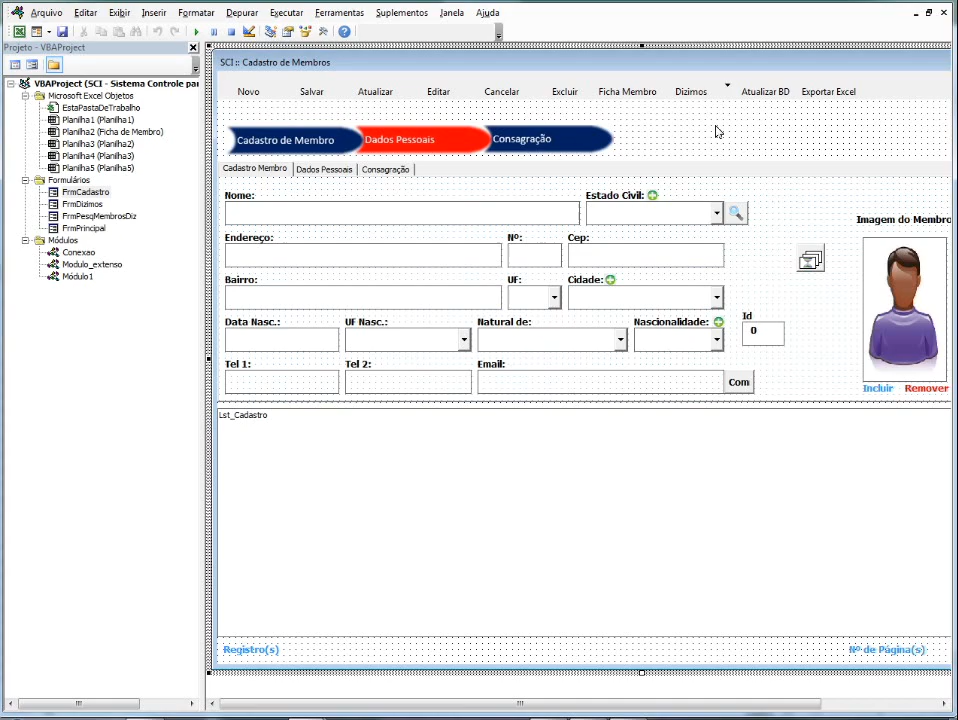 Arquivo Editar Exibir Inserir Formatar Depurar Executar Ferramentas Suplementos Janela Ajuda
Projeto - VBAProject
VBAProject (SCI - Sistema Controle par
Microsoft Excel Objetos
EstaPastaDeTrabalho
Planilha1 (Planilha1)
Planilha2 (Ficha de Membro)
Planilha3 (Planilha2)
Planilha4 (Planilha3)
Planilha5 (Planilha5)
Formulários
FrmCadastro
FrmDizimos
FrmPesqMembrosDiz
FrmPrincipal
Módulos
Conexao
Modulo_extenso
Módulo1
SCI :: Cadastro de Membros
Novo Salvar Atualizar Editar Cancelar Excluir Ficha Membro Dizimos Atualizar BD Exportar Excel
Cadastro de Membro Dados Pessoais Consagração
Cadastro Membro Dados Pessoais Consagração
Nome: Estado Civil:
Imagem do Membro
Endereço: Nº: Cep:
Bairro: UF: Cidade:
Data Nasc.: UF Nasc.: Natural de: Nascionalidade: Id
0
Tel 1: Tel 2: Email:
Com
Incluir Remover
Lst_Cadastro
Registro(s) Nº de Página(s)